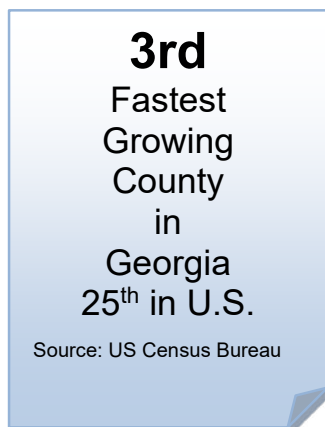 3rd
Fastest
Growing
County
in
Georgia
25th in U.S.
Source: US Census Bureau